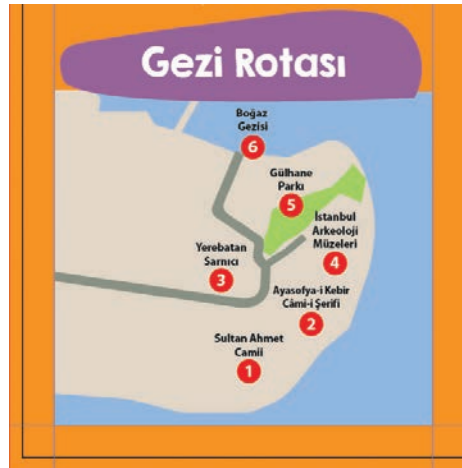 Gezi Rotası
Boğaz
Gezisi
6
Gülhane
Parkı
5
İstanbul
Arkeoloji
Müzeleri
4
Yerebatan
Sarnıcı
3
Ayasofya-i Kebir
Câmi-i Şerifi
2
Sultan Ahmet
Camii
1